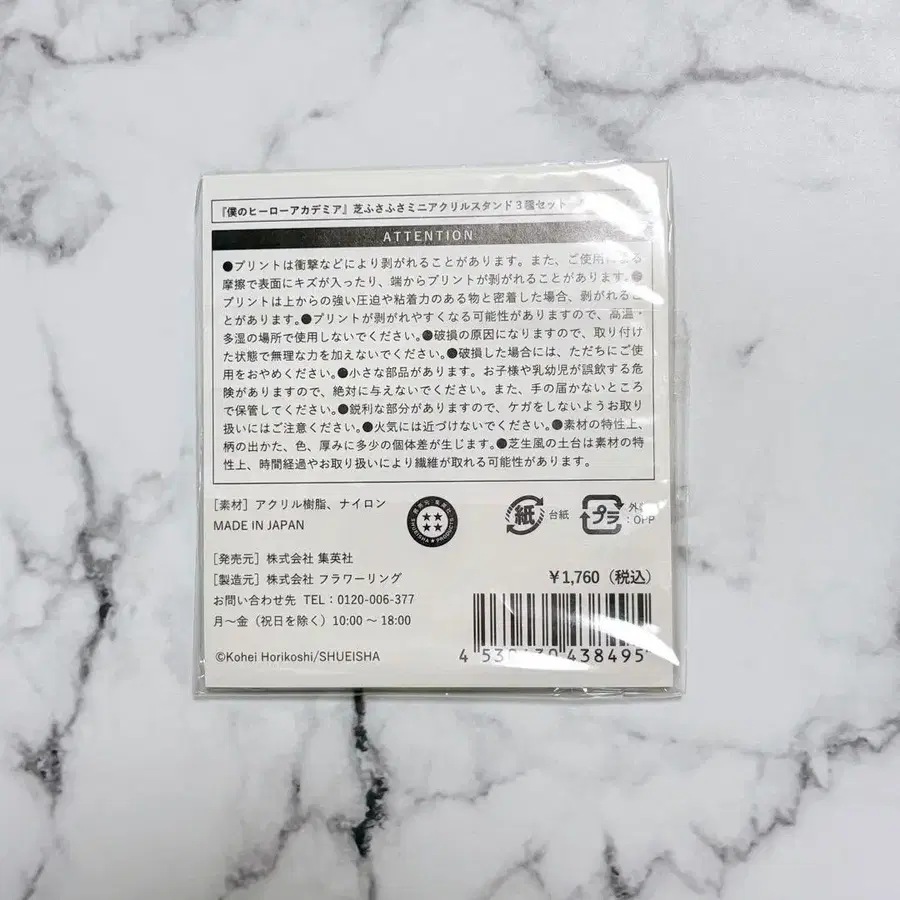 『僕のヒーローアカデミア』芝ふさふさミニアクリルスタンド3種セット
ATTENTION
●プリントは衝撃などにより剥がれることがあります。また、ご使用による
摩擦で表面にキズが入ったり、端からプリントが剥がれることがあります。●
プリントは上からの強い圧迫や粘着力のある物と密着した場合、剥がれるこ
とがあります。●プリントが剥がれやすくなる可能性がありますので、高温・
多湿の場所で使用しないでください。●破損の原因になりますので、取り付け
た状態で無理な力を加えないでください。●破損した場合には、ただちにご使
用をおやめください。●小さな部品があります。お子様や乳幼児が誤飲する危
険がありますので、絶対に与えないでください。また、手の届かないところ
で保管してください。●鋭利な部分がありますので、ケガをしないようお取り
扱いにはご注意ください。●火気には近づけないでください。●素材の特性上、
柄の出かた、色、厚みに多少の個体差が生じます。●芝生風の土台は素材の特
性上、時間経過やお取り扱いにより繊維が取れる可能性があります。
[素材] アクリル樹脂、ナイロン
MADE IN JAPAN
SHUEISHA
紙 台紙
プラ 外
:OPP
[発売元] 株式会社 集英社
[製造元] 株式会社 フラワーリング
¥1,760(税込)
お問い合わせ先 TEL:0120-006-377
月〜金(祝日を除く)10:00〜18:00
©Kohei Horikoshi/SHUEISHA
4 438495